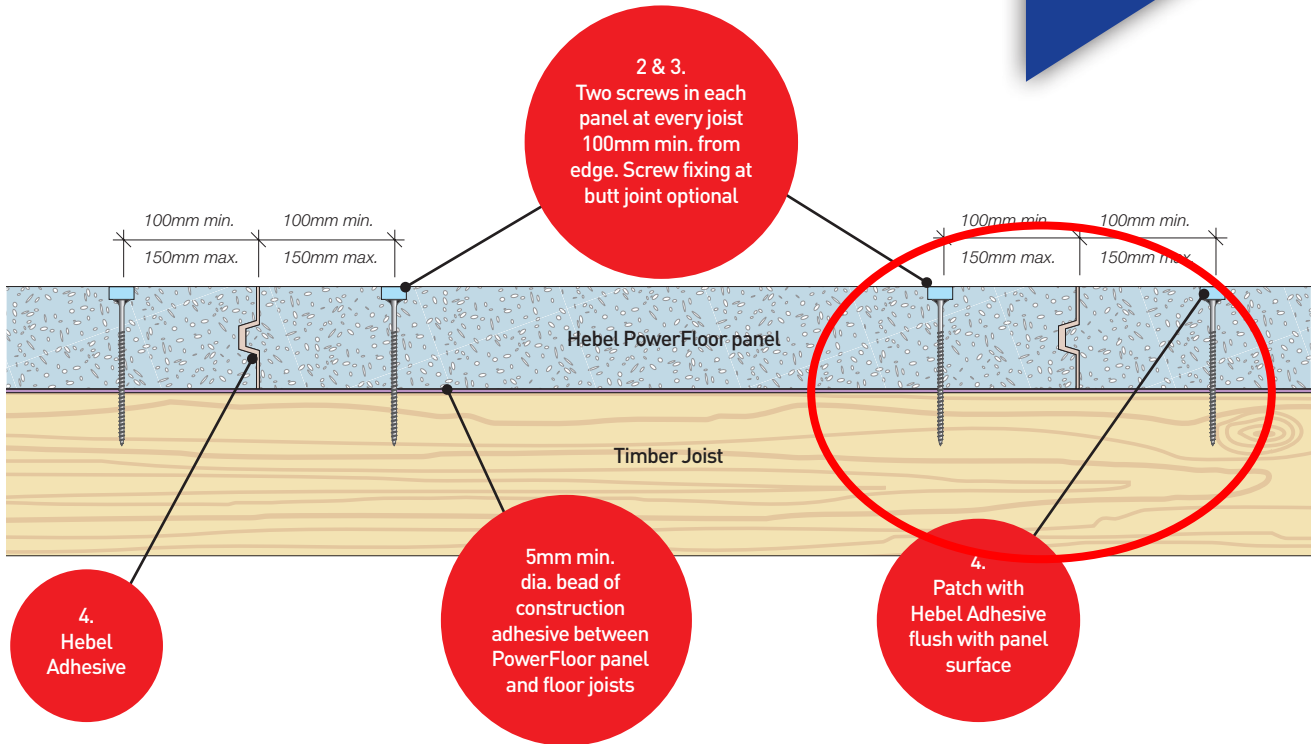 2 & 3.
Two screws in each
panel at every joist
100mm min. from
edge. Screw fixing at
butt joint optional
100mm min.
100mm min.
150mm max.
150mm max.
100mm min.
100mm min.
150mm max.
150mm max
Hebel PowerFloor panel
Timber Joist
4.
Hebel
Adhesive
5mm min.
dia. bead of
construction
adhesive between
PowerFloor panel
and floor joists
4.
Patch with
Hebel Adhesive
flush with panel
surface